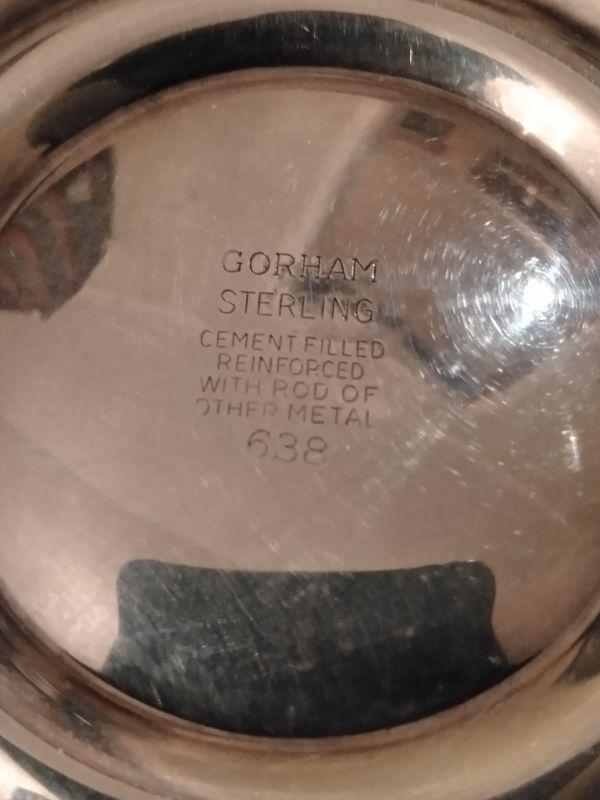 GORHAM
STERLING
CEMENT FILLED
REINFORCED
WITH ROD OF
OTHER METAL
638